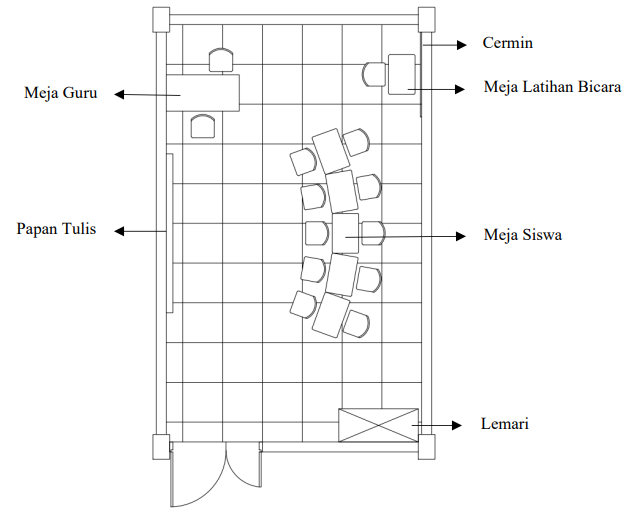 Cermin
Meja Guru
Meja Latihan Bicara
Papan Tulis
Meja Siswa
Lemari